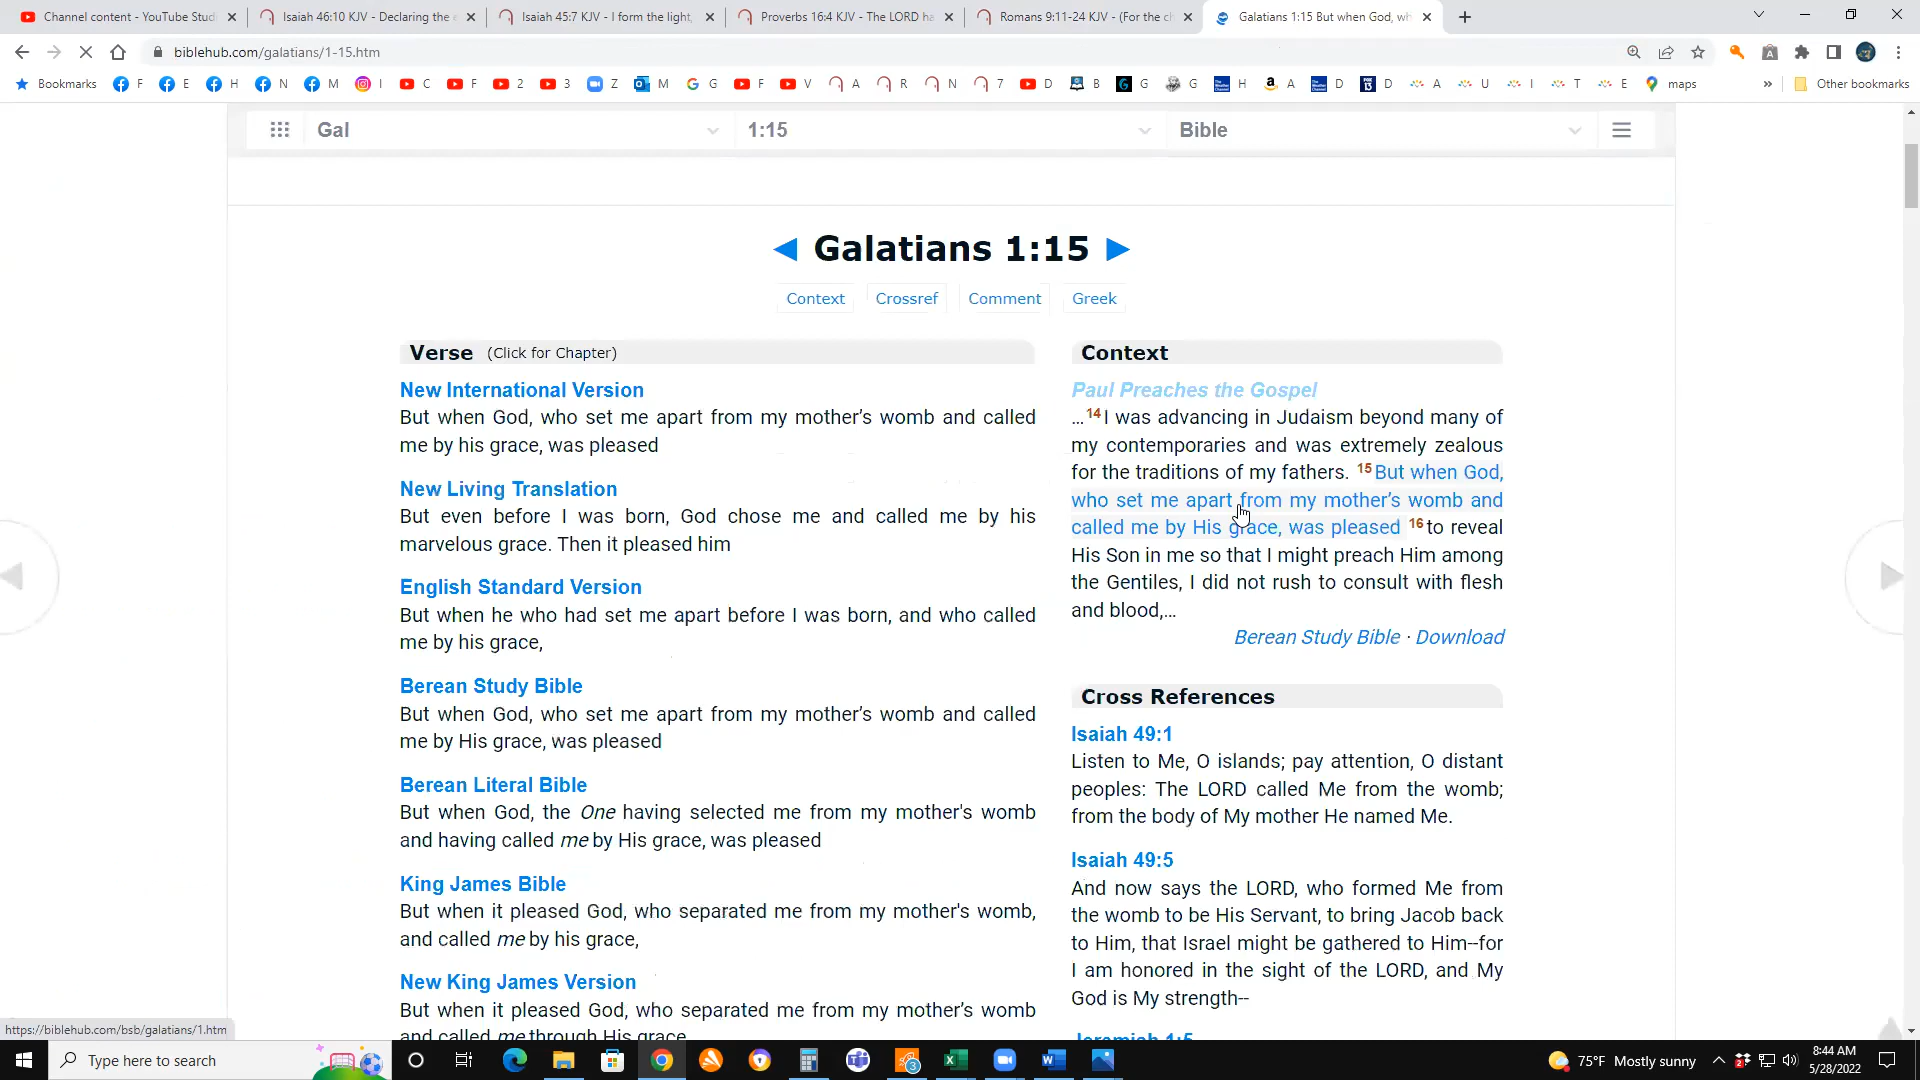 Channel content - YouTube Studi
Isaiah 46:10 KJV - Declaring the e
Isaiah 45:7 KJV - I form the light,
Proverbs 16:4 KJV - The LORD ha
Romans 9:11-24 KJV - (For the ch
Galatians 1:15 But when God, wh
biblehub.com/galatians/1-15.htm
Bookmarks F E H N M I C F 2 3 Z M G F V A R N 7 D B G G H A D D A U I T E maps » Other bookmarks
Gal 1:15 Bible
Galatians 1:15
Context Crossref Comment Greek
Verse (Click for Chapter)
New International Version
But when God, who set me apart from my mother’s womb and called
me by his grace, was pleased
New Living Translation
But even before I was born, God chose me and called me by his
marvelous grace. Then it pleased him
English Standard Version
But when he who had set me apart before I was born, and who called
me by his grace,
Berean Study Bible
But when God, who set me apart from my mother’s womb and called
me by His grace, was pleased
Berean Literal Bible
But when God, the One having selected me from my mother's womb
and having called me by His grace, was pleased
King James Bible
But when it pleased God, who separated me from my mother's womb,
and called me by his grace,
New King James Version
But when it pleased God, who separated me from my mother’s womb
and called me through His grace
Context
Paul Preaches the Gospel
…14 I was advancing in Judaism beyond many of
my contemporaries and was extremely zealous
for the traditions of my fathers. 15 But when God,
who set me apart from my mother’s womb and
called me by His grace, was pleased 16 to reveal
His Son in me so that I might preach Him among
the Gentiles, I did not rush to consult with flesh
and blood,…
Berean Study Bible · Download
Cross References
Isaiah 49:1
Listen to Me, O islands; pay attention, O distant
peoples: The LORD called Me from the womb;
from the body of My mother He named Me.
Isaiah 49:5
And now says the LORD, who formed Me from
the womb to be His Servant, to bring Jacob back
to Him, that Israel might be gathered to Him--for
I am honored in the sight of the LORD, and My
God is My strength--
Jeremiah 1:5
https://biblehub.com/bsb/galatians/1.htm
Type here to search
3
75°F Mostly sunny
8:44 AM
5/28/2022